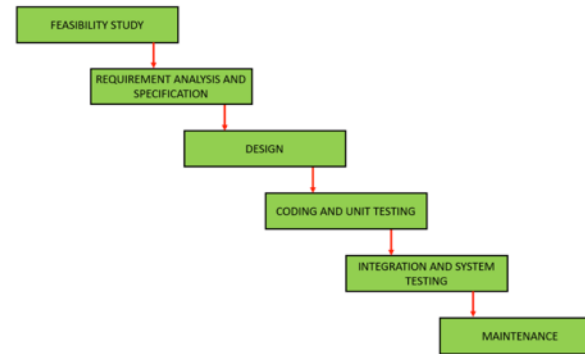 FEASIBILITY STUDY
REQUIREMENT ANALYSIS AND
SPECIFICATION
DESIGN
CODING AND UNIT TESTING
INTEGRATION AND SYSTEM
TESTING
MAINTENANCE